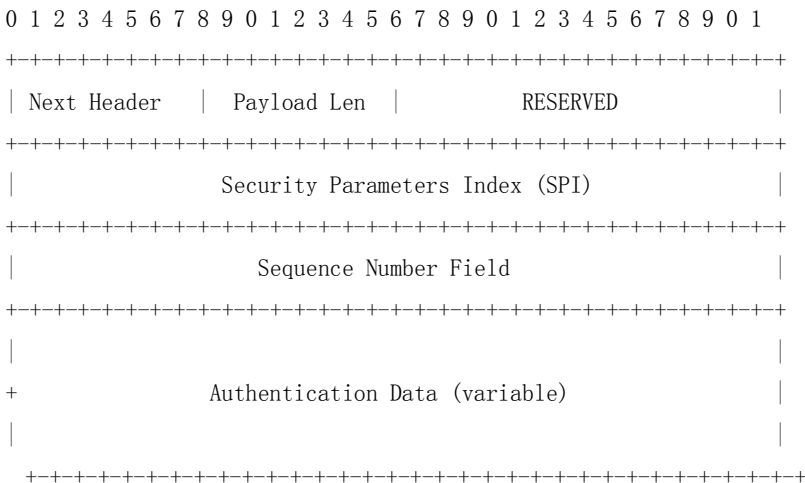 0 1 2 3 4 5 6 7 8 9 0 1 2 3 4 5 6 7 8 9 0 1 2 3 4 5 6 7 8 9 0 1
+-+-+-+-+-+-+-+-+-+-+-+-+-+-+-+-+-+-+-+-+-+-+-+-+-+-+-+-+-+-+-+-+
| Next Header | Payload Len | RESERVED |
+-+-+-+-+-+-+-+-+-+-+-+-+-+-+-+-+-+-+-+-+-+-+-+-+-+-+-+-+-+-+-+-+
| Security Parameters Index (SPI) |
+-+-+-+-+-+-+-+-+-+-+-+-+-+-+-+-+-+-+-+-+-+-+-+-+-+-+-+-+-+-+-+-+
| Sequence Number Field |
+-+-+-+-+-+-+-+-+-+-+-+-+-+-+-+-+-+-+-+-+-+-+-+-+-+-+-+-+-+-+-+-+
| |
+ Authentication Data (variable) |
| |
+-+-+-+-+-+-+-+-+-+-+-+-+-+-+-+-+-+-+-+-+-+-+-+-+-+-+-+-+-+-+-+-+